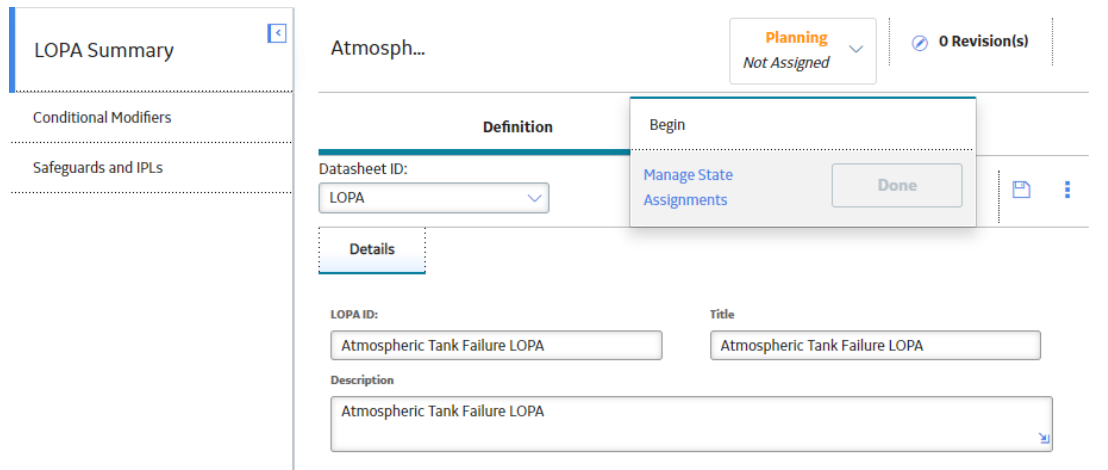 LOPA Summary
Conditional Modifiers
Safeguards and IPLs
Atmosph...
Planning
Not Assigned
0 Revision(s)
Definition
Begin
Manage State
Assignments
Done
Datasheet ID:
LOPA
Details
LOPA ID:
Atmospheric Tank Failure LOPA
Title
Atmospheric Tank Failure LOPA
Description
Atmospheric Tank Failure LOPA